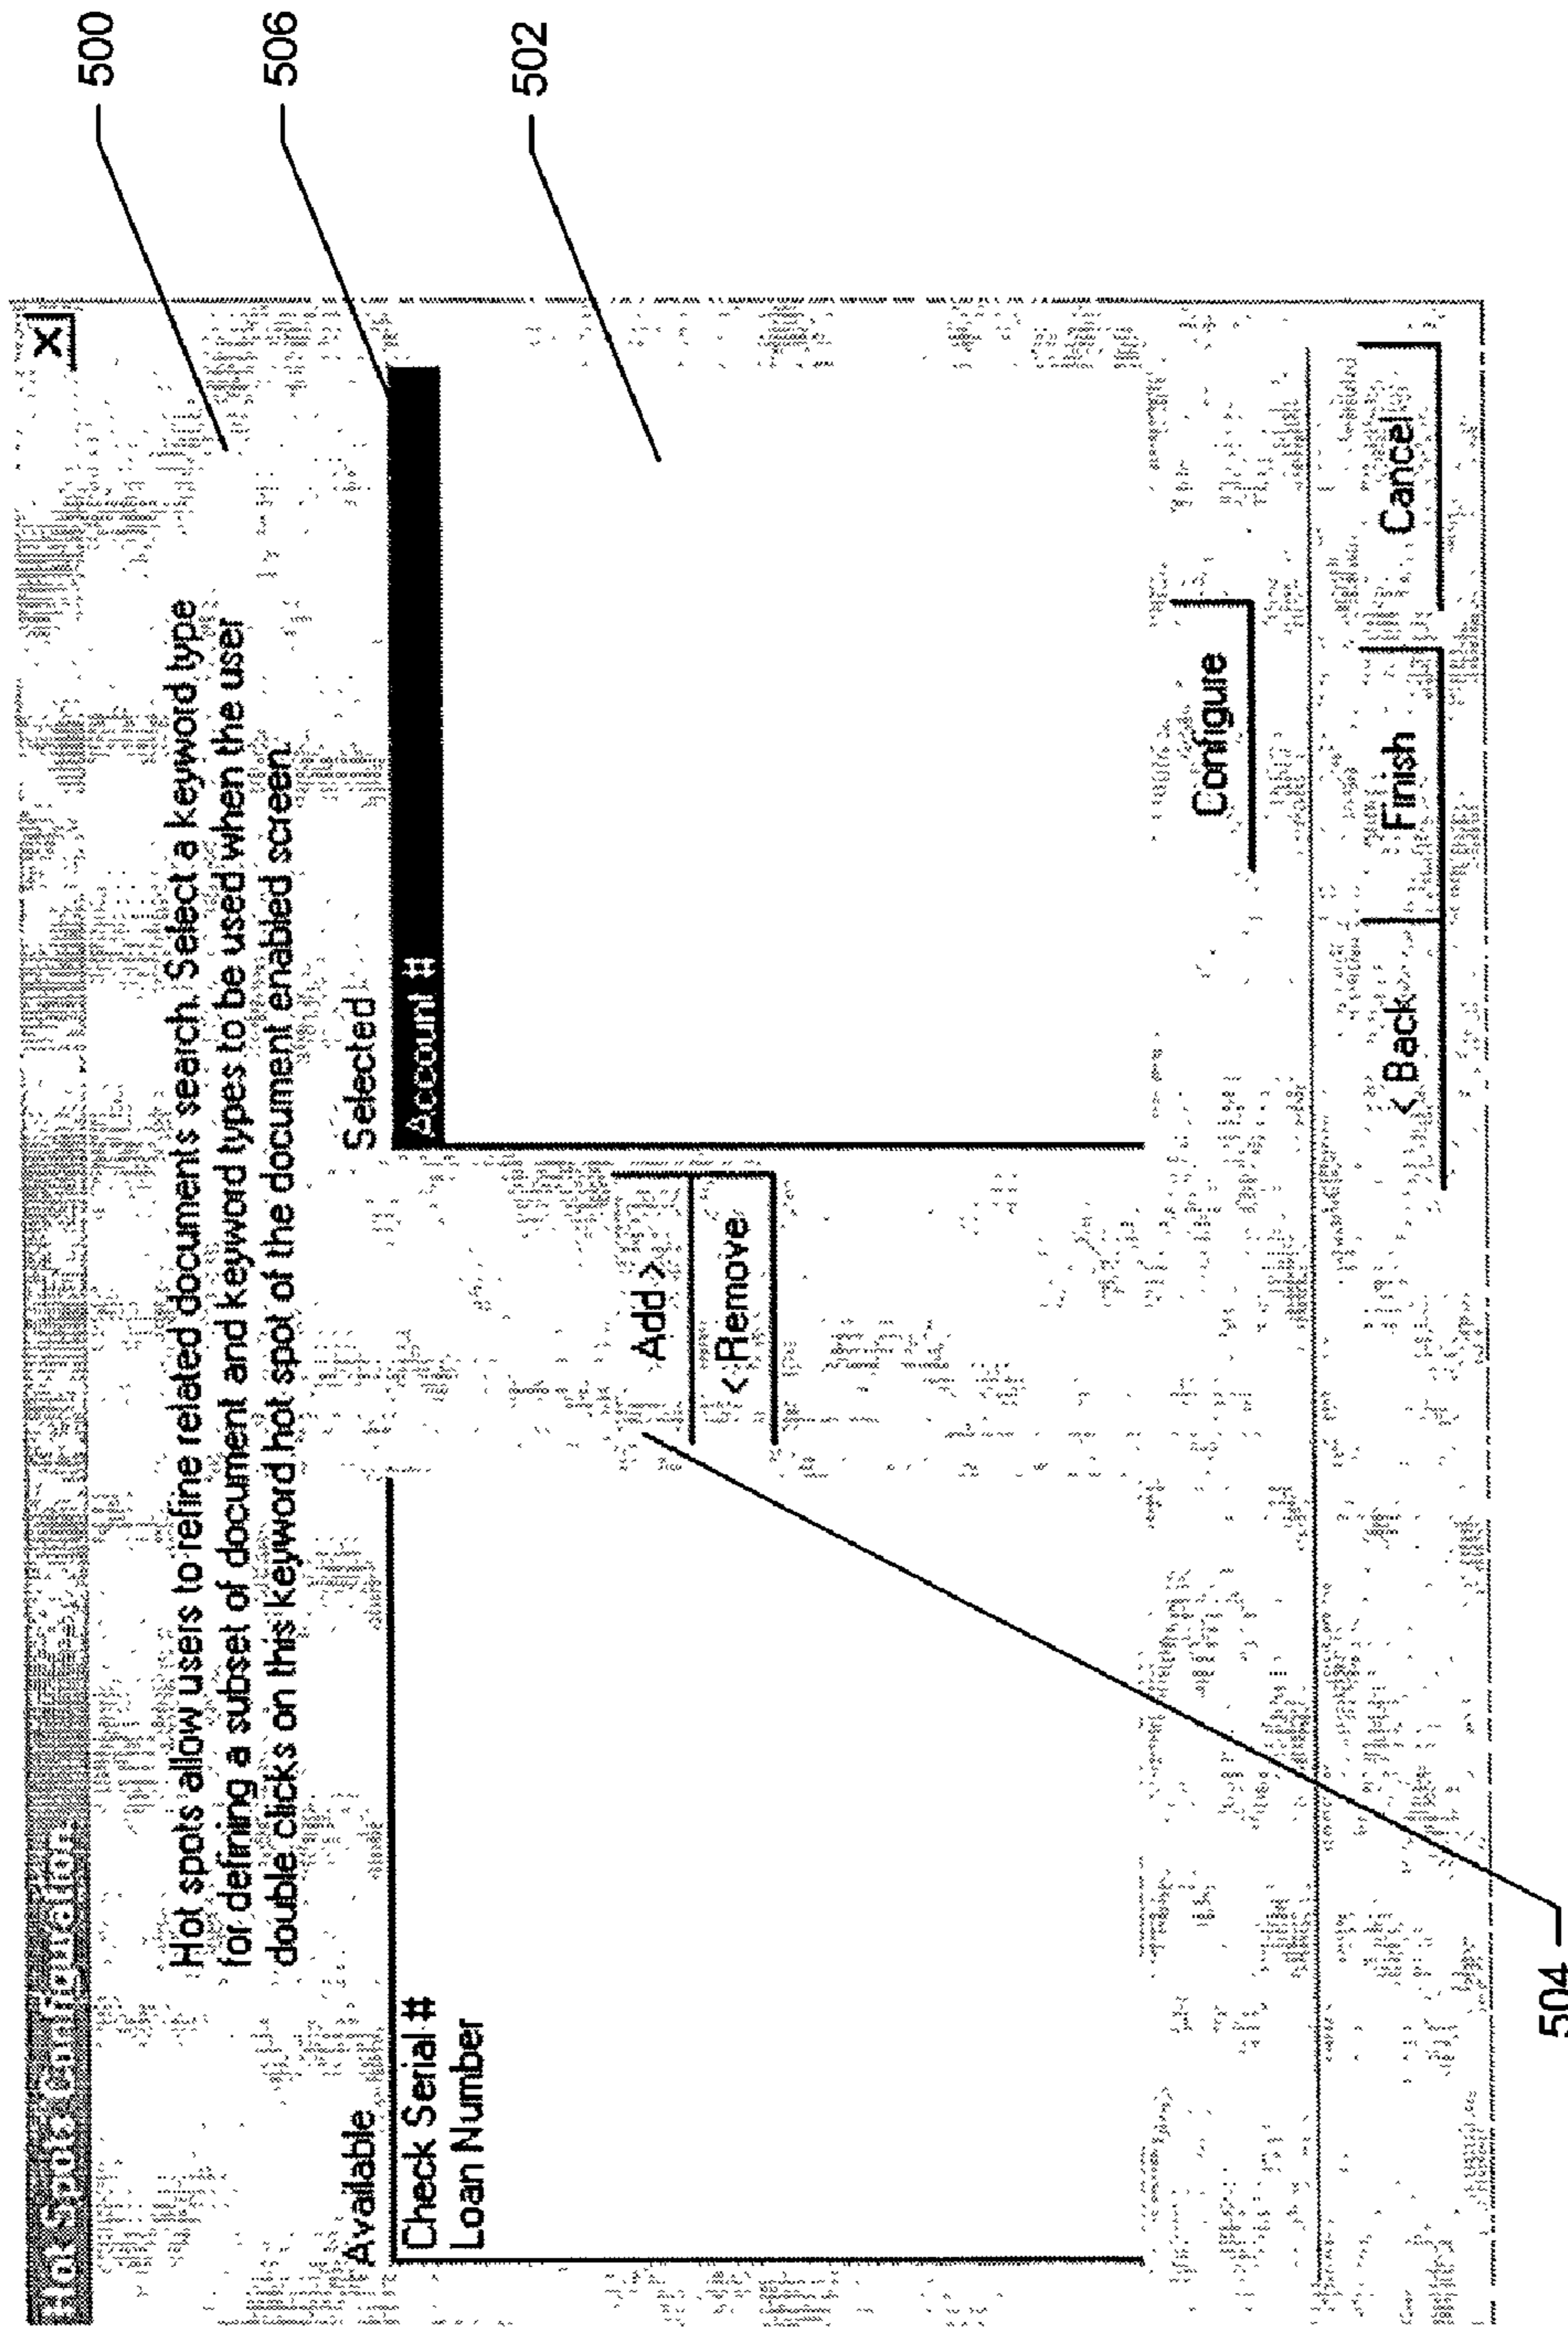 Hot Spots Configuration
X
500
Hot spots allow users to refine related documents search. Select a keyword type
for defining a subset of document and keyword types to be used when the user
double clicks on this keyword hot spot of the document enabled screen.
Available
Selected
506
Check Serial #
Loan Number
Account #
502
Add >
< Remove
Configure
< Back
Finish
Cancel
504